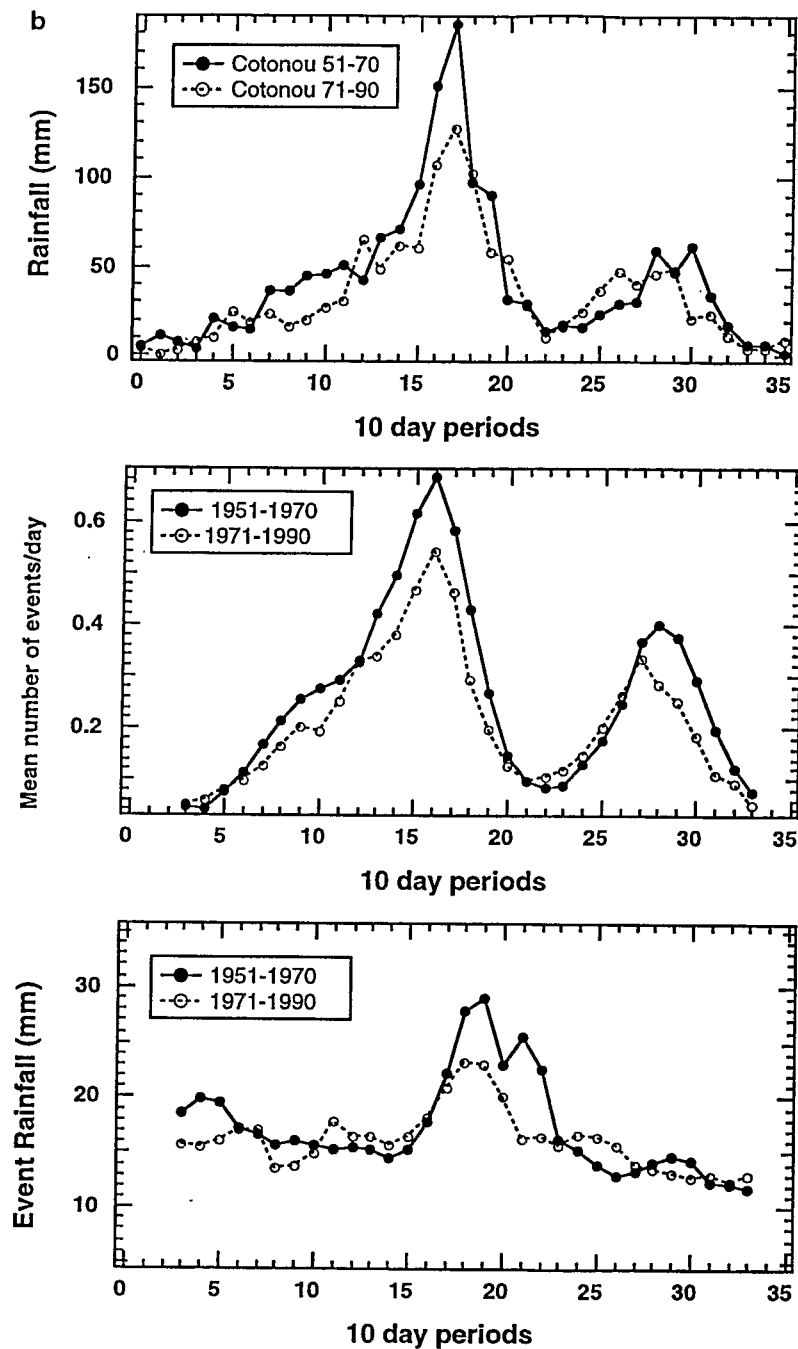 b
Cotonou 51-70
Cotonou 71-90
Rainfall (mm)
150
100
50
0
0 5 10 15 20 25 30 35
10 day periods
1951-1970
1971-1990
Mean number of events/day
0.6
0.4
0.2
0 5 10 15 20 25 30 35
10 day periods
1951-1970
1971-1990
Event Rainfall (mm)
30
20
10
0 5 10 15 20 25 30 35
10 day periods